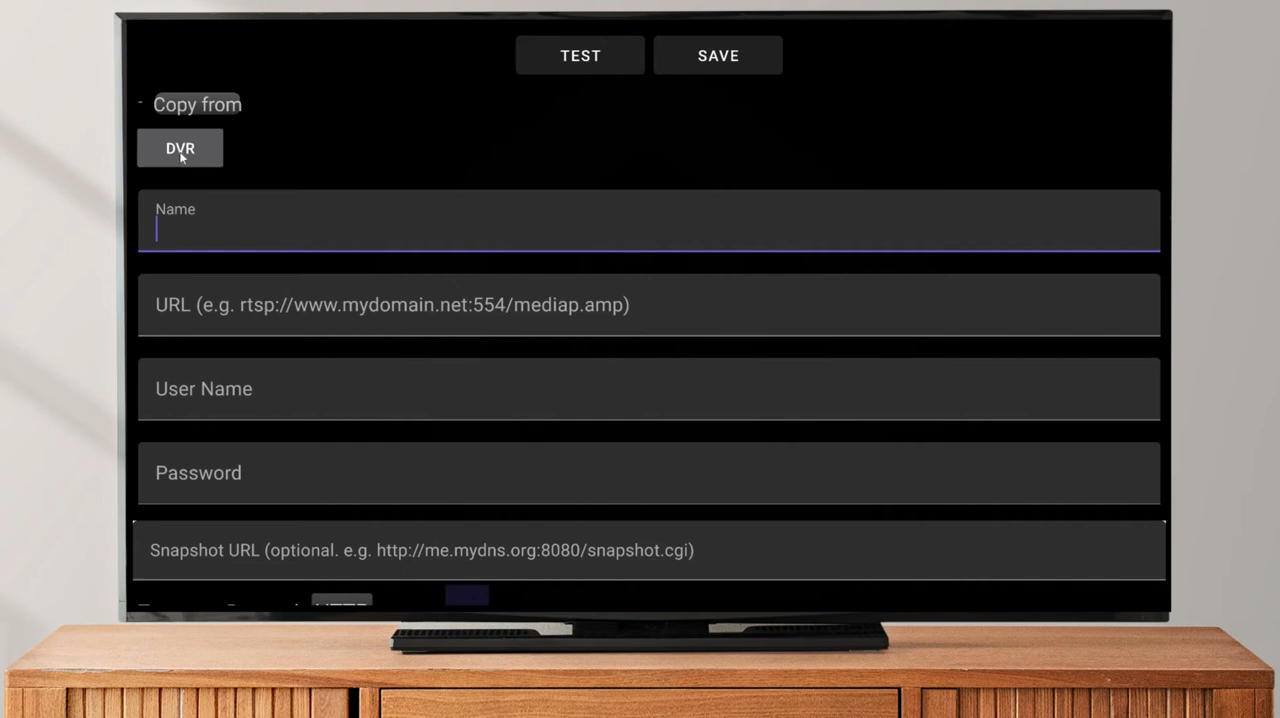 TEST
SAVE
- Copy from
DVR
Name
URL (e.g. rtsp://www.mydomain.net:554/mediap.amp)
User Name
Password
Snapshot URL (optional. e.g. http://me.mydns.org:8080/snapshot.cgi)